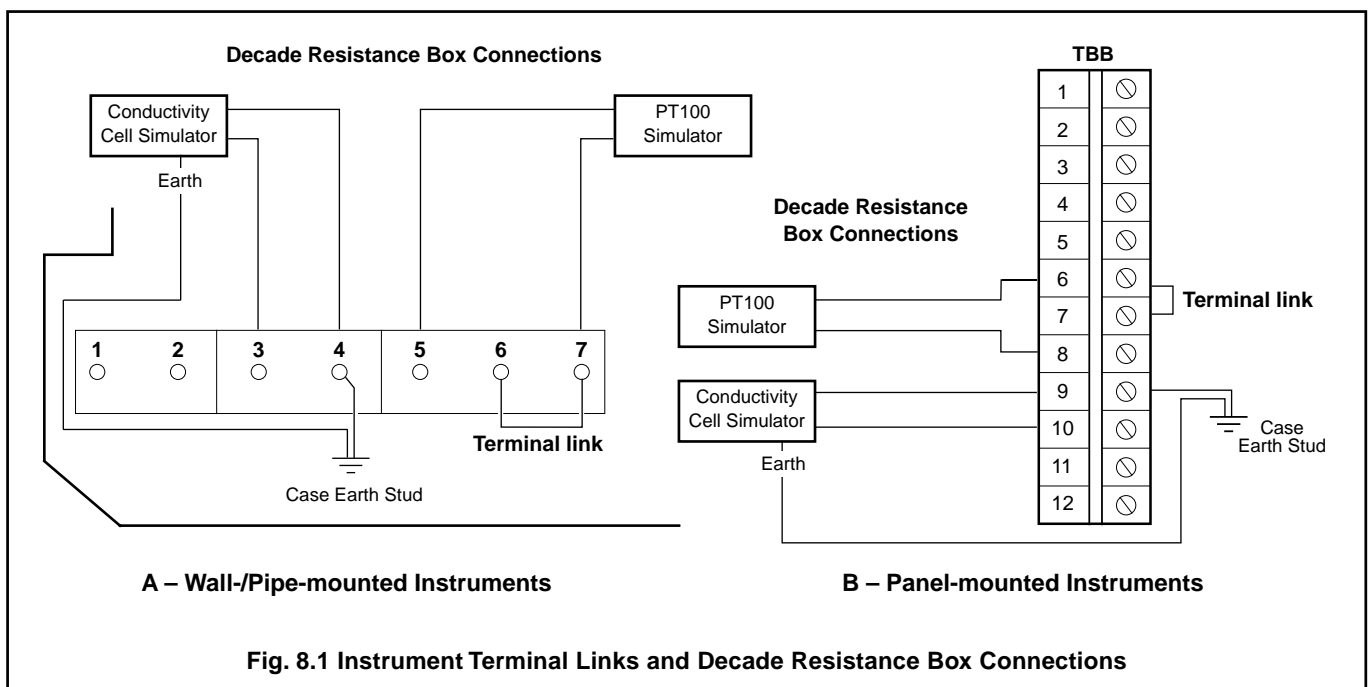 Decade Resistance Box Connections
Conductivity
Cell Simulator
Earth
PT100
Simulator
1 2 3 4 5 6 7
Terminal link
Case Earth Stud
A – Wall-/Pipe-mounted Instruments
TBB
1
2
3
4
5
6
7
8
9
10
11
12
Decade Resistance
Box Connections
PT100
Simulator
Terminal link
Conductivity
Cell Simulator
Earth
Case
Earth Stud
B – Panel-mounted Instruments
Fig. 8.1 Instrument Terminal Links and Decade Resistance Box Connections